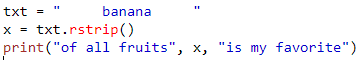 txt = "     banana     "
x = txt.rstrip()
print("of all fruits", x, "is my favorite")